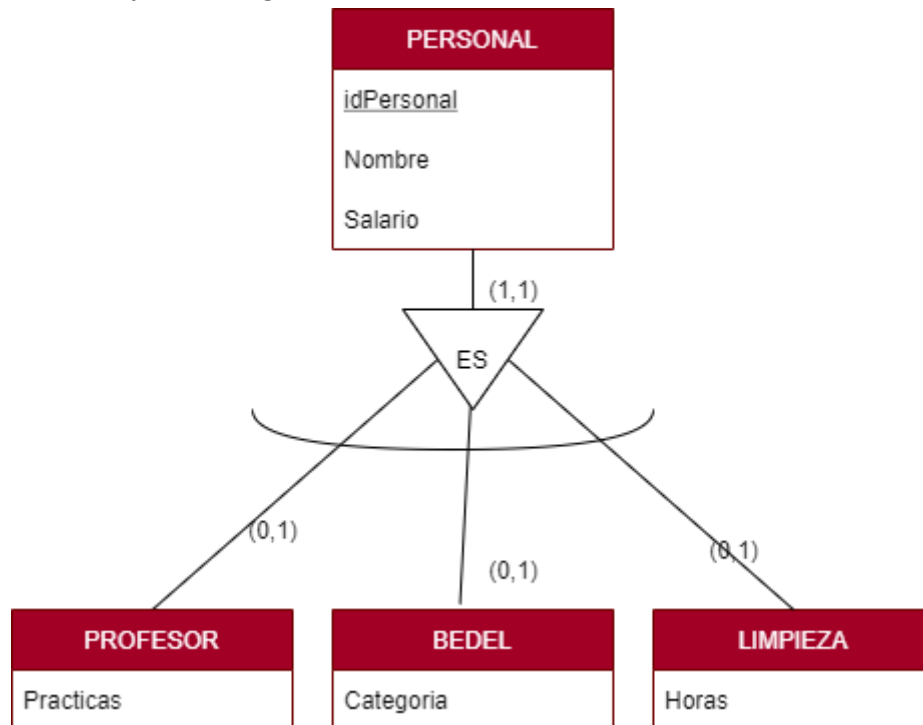 PERSONAL
idPersonal
Nombre
Salario
(1,1)
ES
(0,1)
(0,1)
(0,1)
PROFESOR
BEDEL
LIMPIEZA
Practicas
Categoria
Horas